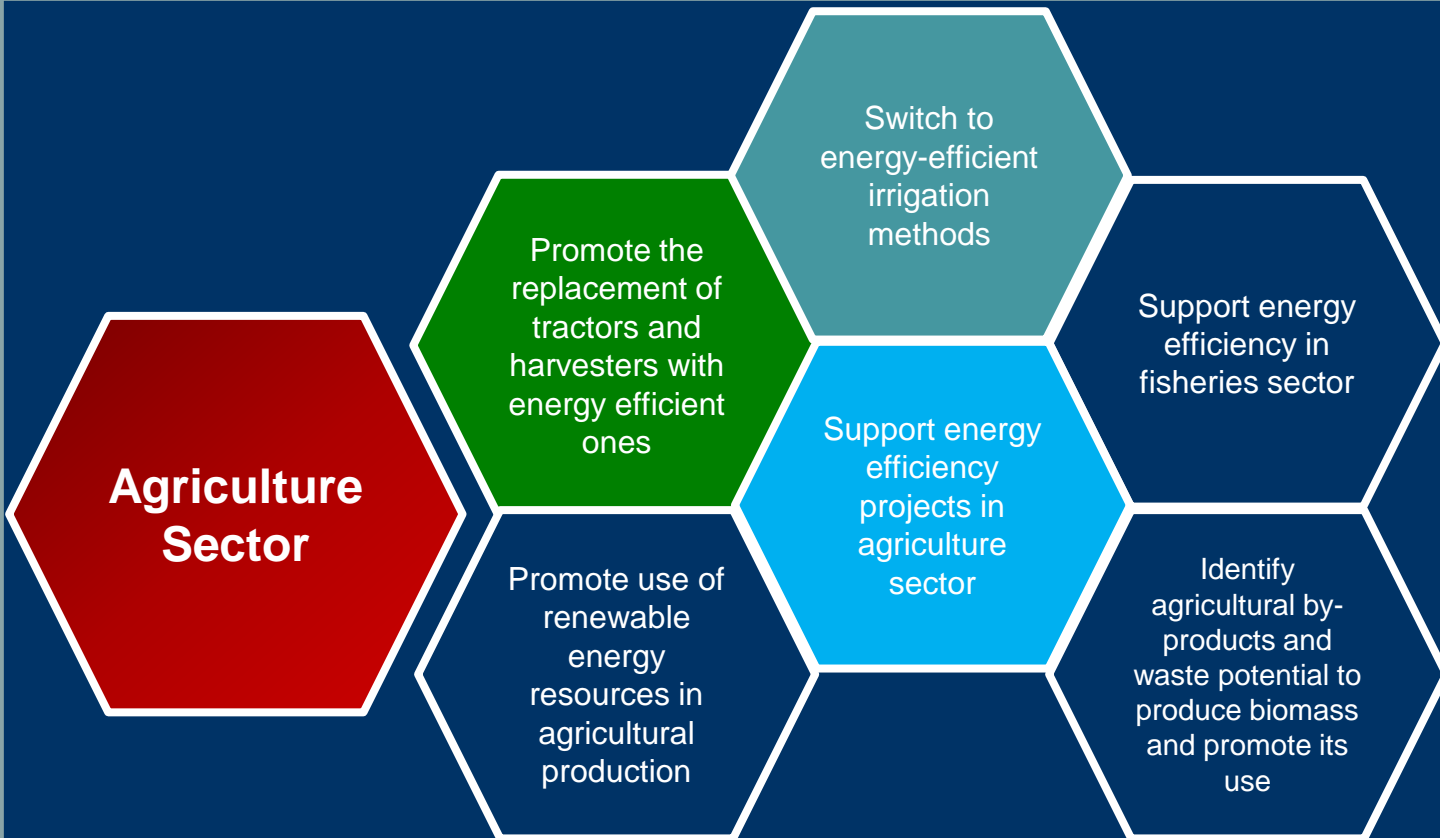 Agriculture
Sector
Promote the
replacement of
tractors and
harvesters with
energy efficient
ones
Promote use of
renewable
energy
resources in
agricultural
production
Switch to
energy-efficient
irrigation
methods
Support energy
efficiency
projects in
agriculture
sector
Support energy
efficiency in
fisheries sector
Identify
agricultural by-
products and
waste potential to
produce biomass
and promote its
use